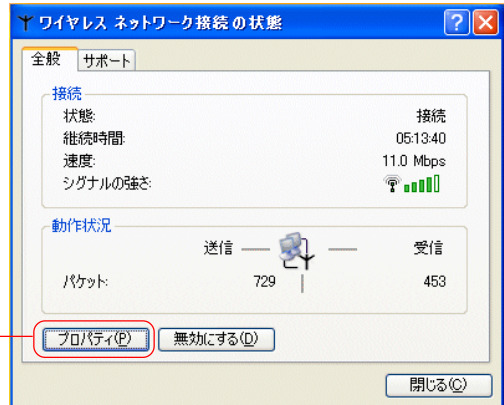 ワイヤレス ネットワーク接続の状態
全般 サポート
接続
状態: 接続
継続時間: 05:13:40
速度: 11.0 Mbps
シグナルの強さ:
動作状況
送信 — — 受信
パケット: 729 453
プロパティ(P) 無効にする(D)
閉じる(C)